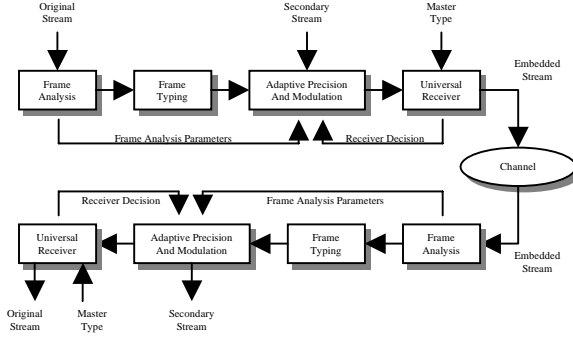 Original
Stream
Secondary
Stream
Master
Type
Frame
Analysis
Frame
Typing
Adaptive Precision
And Modulation
Universal
Receiver
Embedded
Stream
Frame Analysis Parameters
Receiver Decision
Channel
Receiver Decision
Frame Analysis Parameters
Universal
Receiver
Adaptive Precision
And Modulation
Frame
Typing
Frame
Analysis
Embedded
Stream
Original
Stream
Master
Type
Secondary
Stream